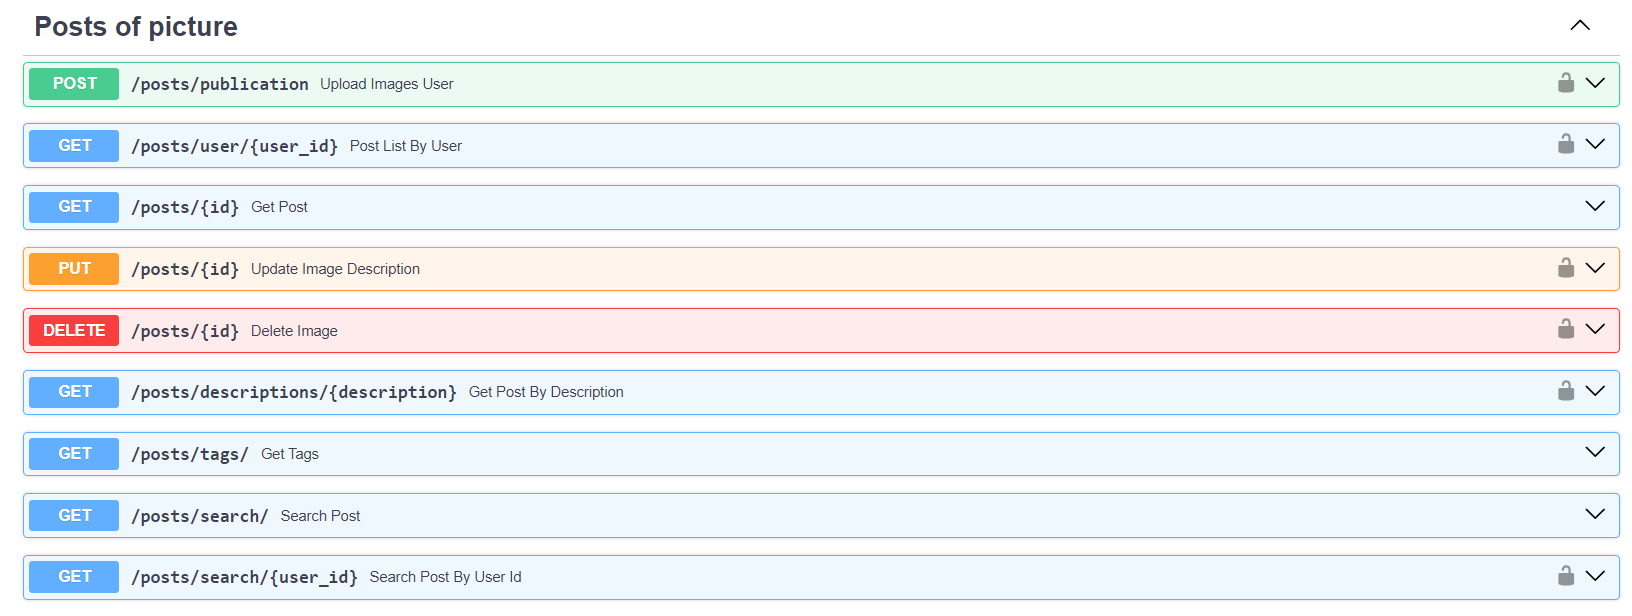 Posts of picture
POST /posts/publication Upload Images User
GET /posts/user/{user_id} Post List By User
GET /posts/{id} Get Post
PUT /posts/{id} Update Image Description
DELETE /posts/{id} Delete Image
GET /posts/descriptions/{description} Get Post By Description
GET /posts/tags/ Get Tags
GET /posts/search/ Search Post
GET /posts/search/{user_id} Search Post By User Id